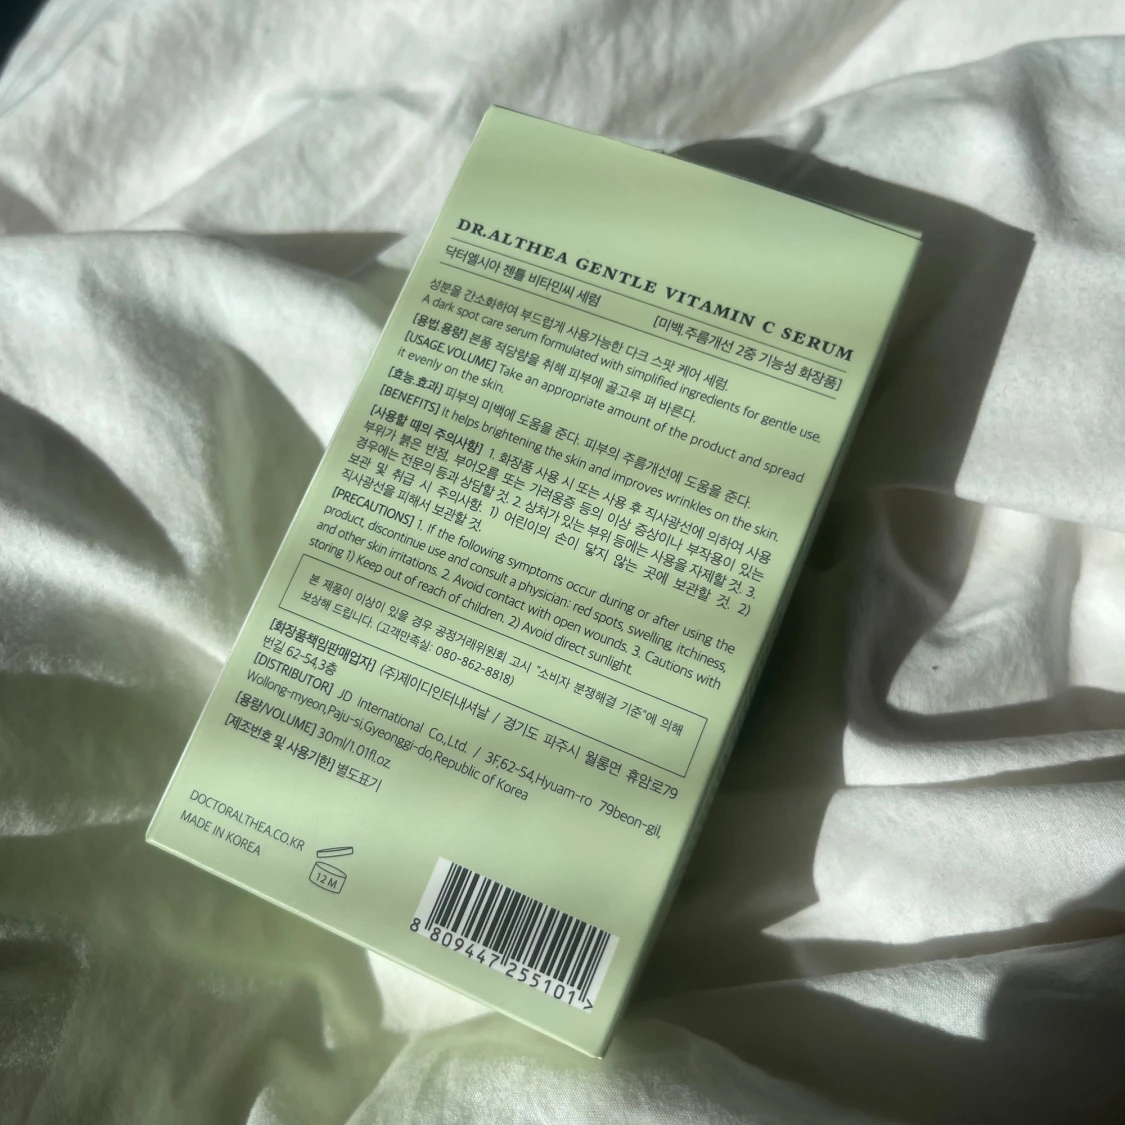 DR.ALTHEA GENTLE VITAMIN C SERUM
닥터엘시아 젠틀 비타민씨 세럼 [미백.주름개선 2중 기능성 화장품]
성분을 간소화하여 부드럽게 사용가능한 다크 스팟 케어 세럼.
A dark spot care serum formulated with simplified ingredients for gentle use.
[용법.용량] 본품 적당량을 취해 피부에 골고루 펴 바른다.
[USAGE.VOLUME] Take an appropriate amount of the product and spread
it evenly on the skin.
[효능.효과] 피부의 미백에 도움을 준다. 피부의 주름개선에 도움을 준다.
[BENEFITS] It helps brightening the skin and improves wrinkles on the skin.
[사용할 때의 주의사항] 1. 화장품 사용 시 또는 사용 후 직사광선에 의하여 사용
부위가 붉은 반점, 부어오름 또는 가려움증 등의 이상 증상이나 부작용이 있는
경우에는 전문의 등과 상담할 것. 2. 상처가 있는 부위 등에는 사용을 자제할 것. 3.
보관 및 취급 시 주의사항. 1) 어린이의 손이 닿지 않는 곳에 보관할 것. 2)
직사광선을 피해서 보관할 것.
[PRECAUTIONS] 1. If the following symptoms occur during or after using the
product, discontinue use and consult a physician: red spots, swelling, itchiness,
and other skin irritations. 2. Avoid contact with open wounds. 3. Cautions with
storing 1) Keep out of reach of children. 2) Avoid direct sunlight.
본 제품이 이상이 있을 경우 공정거래위원회 고시 "소비자 분쟁해결 기준"에 의해
보상해 드립니다. (고객만족실: 080-862-8818)
[화장품책임판매업자] (주)제이디인터내셔날 / 경기도 파주시 월롱면 휴암로79
번길 62-54,3층
[DISTRIBUTOR] JD International Co.,Ltd. / 3F,62-54,Hyuam-ro 79beon-gil,
Wollong-myeon,Paju-si,Gyeonggi-do,Republic of Korea
[용량/VOLUME] 30ml/1.01fl.oz
[제조번호 및 사용기한] 별도표기
DOCTORALTHEA.CO.KR
MADE IN KOREA
12 M
8 809447 255101 >